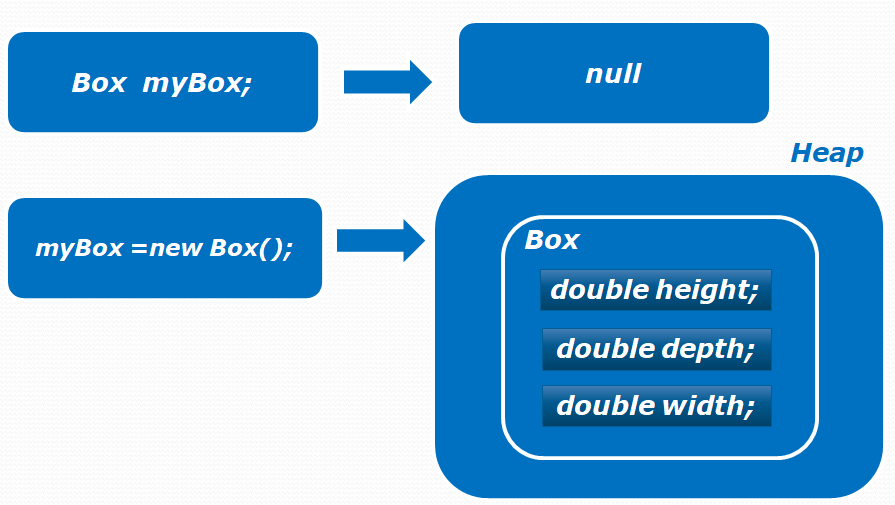 Box myBox;
null
Heap
myBox =new Box();
Box
double height;
double depth;
double width;